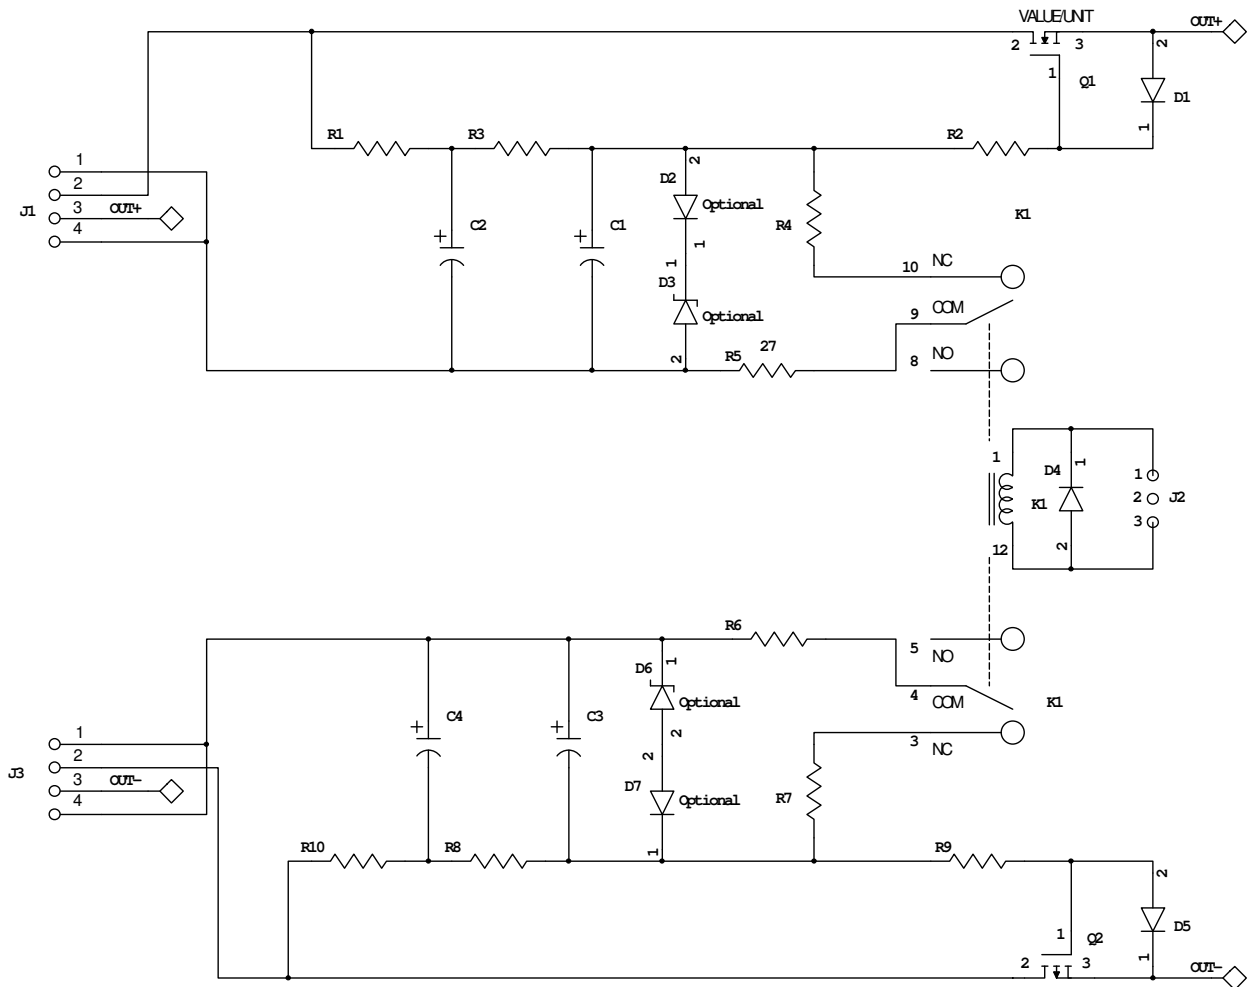 VALUE/UNIT
OUT+
2 3
2
1
Q1
D1
R1
R3
R2
1
1
2
J1
3 OUT+
4
2
D2
Optional
C2
C1
R4
K1
1
1
10 NC
D3
Optional
9 COM
2
R5
27
8 NO
1
D4
1
1
2
J2
K1
3
12
2
R6
5
NO
D6
1
Optional
4
COM
K1
C4
C3
2
3
NC
1
2
J3
3 OUT-
4
2
D7
Optional
R7
1
R10
R8
R9
2
1
Q2
D5
2 3
1
OUT-